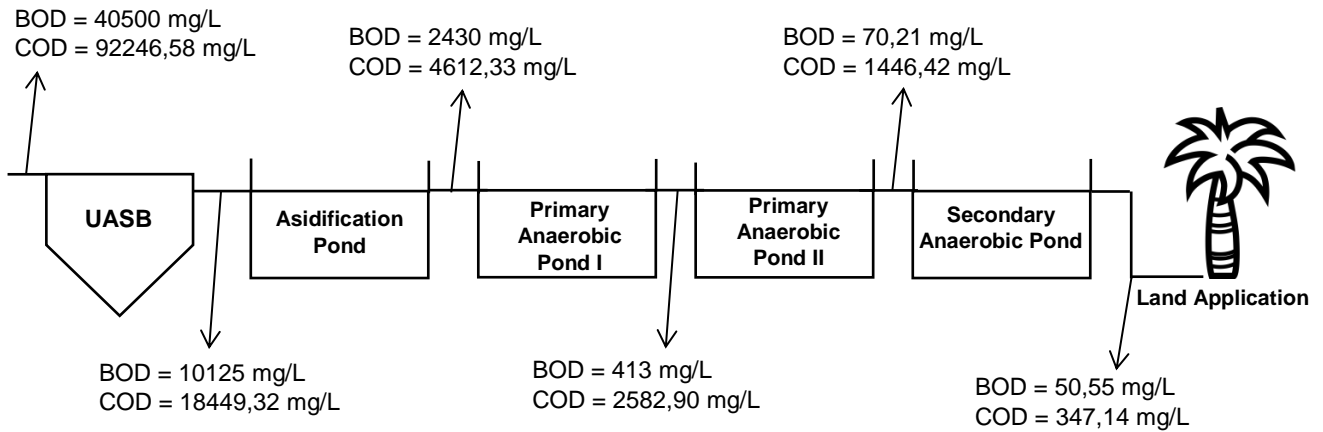 BOD = 40500 mg/L
COD = 92246,58 mg/L
BOD = 2430 mg/L
COD = 4612,33 mg/L
BOD = 70,21 mg/L
COD = 1446,42 mg/L
UASB
Asidification
Pond
Primary
Anaerobic
Pond I
Primary
Anaerobic
Pond II
Secondary
Anaerobic Pond
Land Application
BOD = 10125 mg/L
COD = 18449,32 mg/L
BOD = 413 mg/L
COD = 2582,90 mg/L
BOD = 50,55 mg/L
COD = 347,14 mg/L